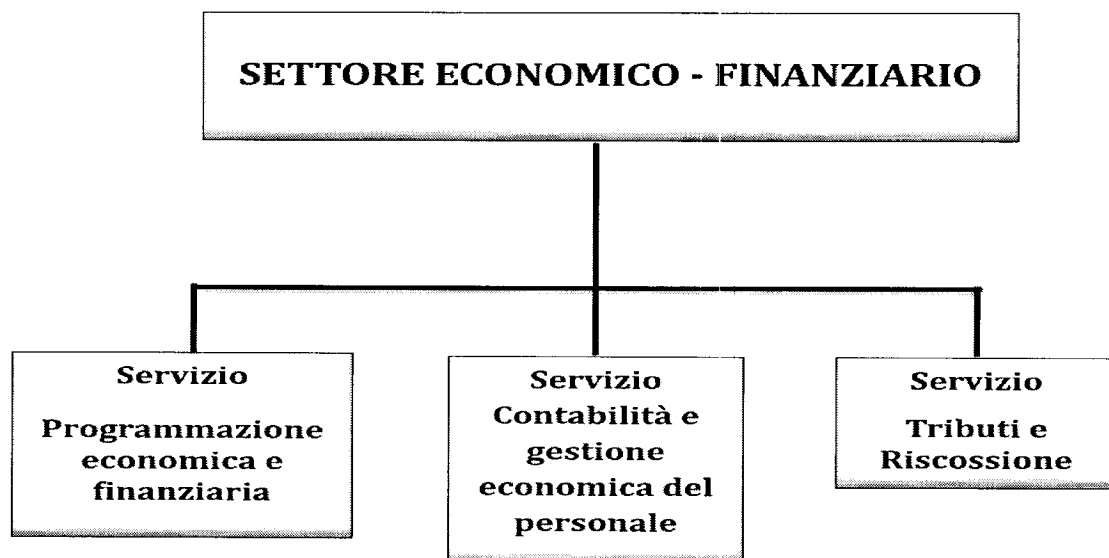 SETTORE ECONOMICO - FINANZIARIO
Servizio
Programmazione
economica e
finanziaria
Servizio
Contabilità e
gestione
economica del
personale
Servizio
Tributi e
Riscossione